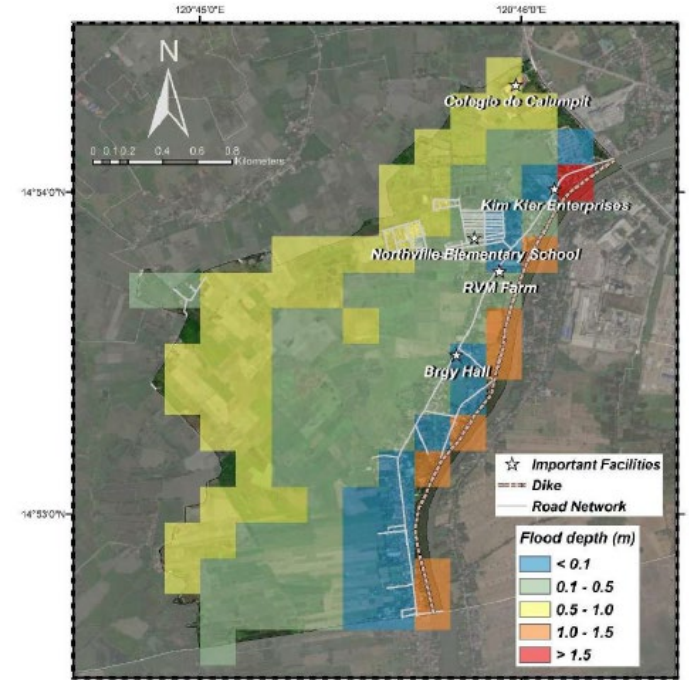 120°45'0"E
120°46'0"E
N
Colegio de Calumpit
0 0.1 0.2 0.4 0.6 0.8
Kilometers
14°54'0"N
Kim Kier Enterprises
Northville Elementary School
RVM Farm
Brgy Hall
Important Facilities
Dike
Road Network
14°53'0"N
Flood depth (m)
< 0.1
0.1 - 0.5
0.5 - 1.0
1.0 - 1.5
> 1.5